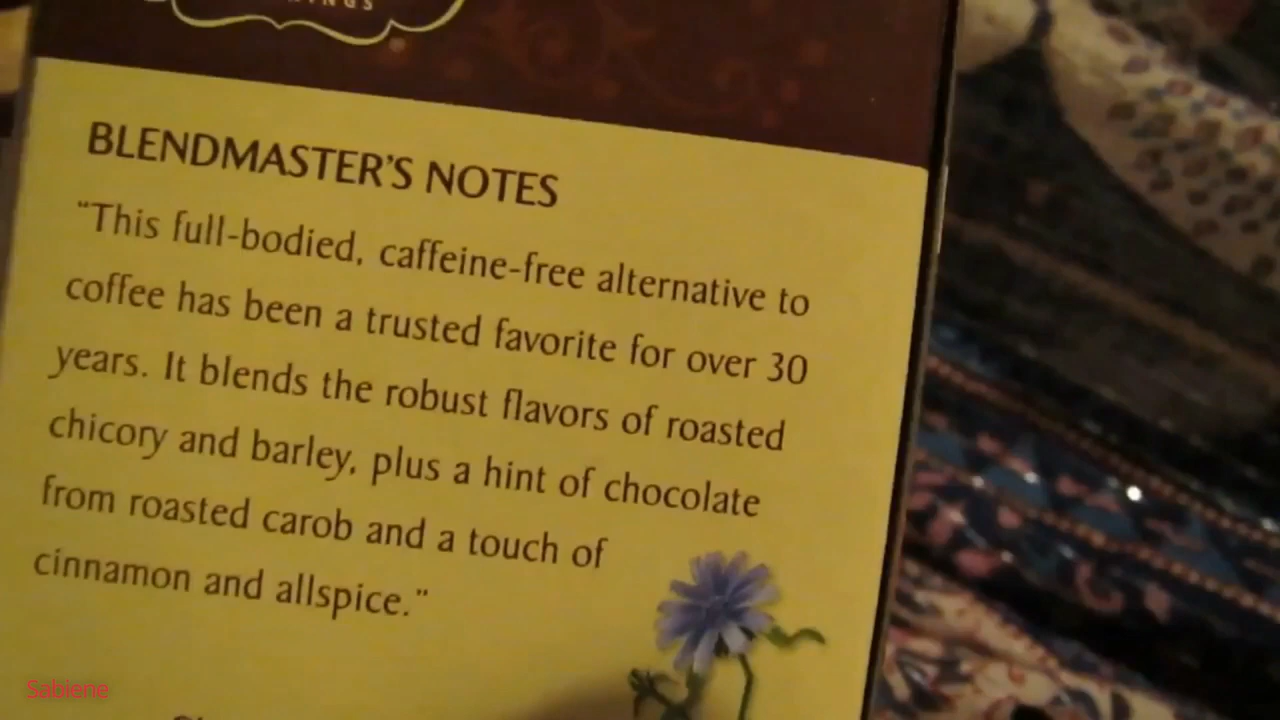 BLENDMASTER'S NOTES
"This full-bodied, caffeine-free alternative to
coffee has been a trusted favorite for over 30
years. It blends the robust flavors of roasted
chicory and barley, plus a hint of chocolate
from roasted carob and a touch of
cinnamon and allspice."
Sabiene